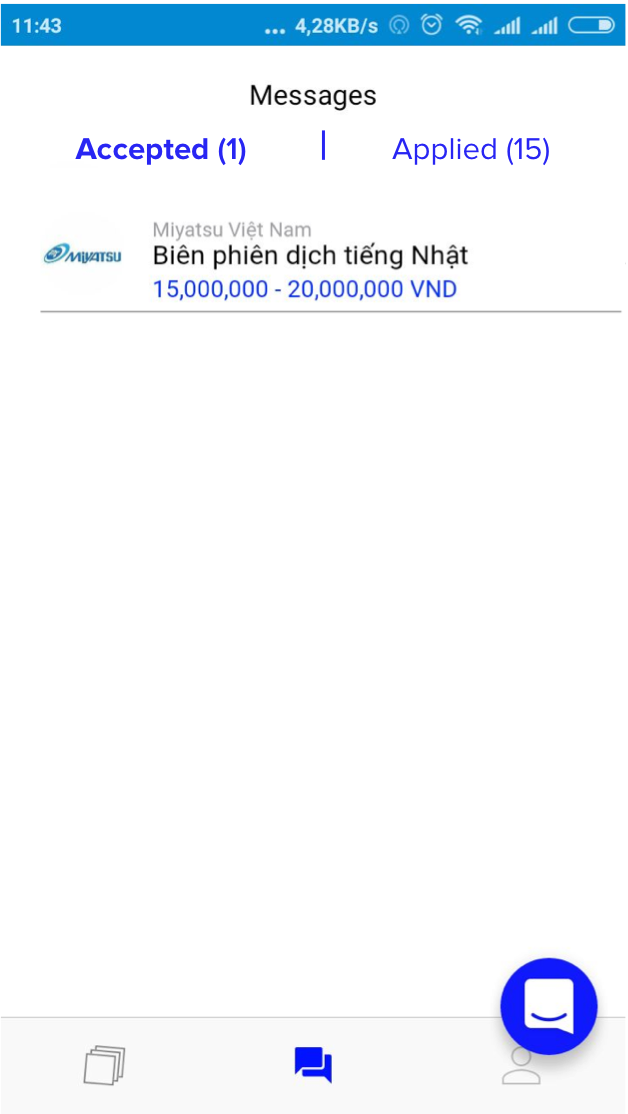 11:43 ... 4,28KB/s
Messages
Accepted (1) | Applied (15)
Miyatsu Việt Nam
MIYATSU
Biên phiên dịch tiếng Nhật
15,000,000 - 20,000,000 VND